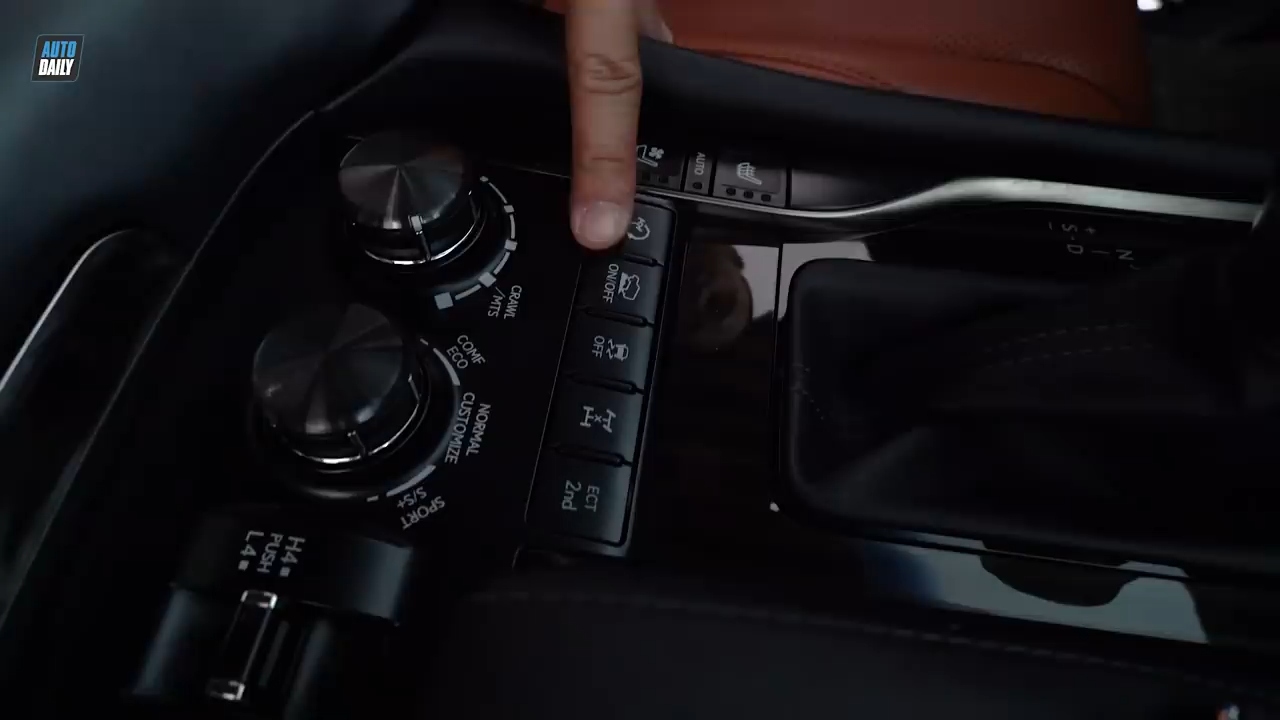 AUTO
DAILY
AUTO
ON/OFF
CRAWL
/MTS
OFF
COMF
ECO
NORMAL
CUSTOMIZE
SPORT
S/S+
ECT
2nd
H4
PUSH
L4
N
D
S
+
−